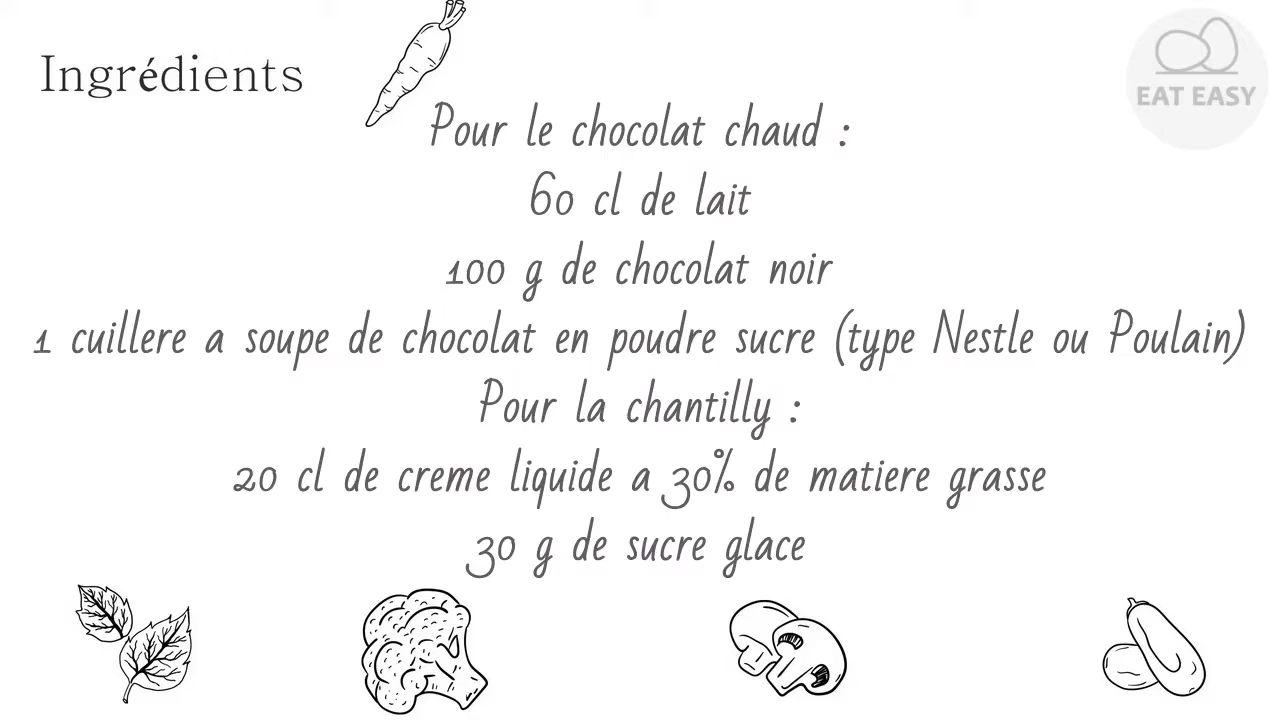 Ingrédients
EAT EASY
Pour le chocolat chaud :
60 cl de lait
100 g de chocolat noir
1 cuillere a soupe de chocolat en poudre sucre (type Nestle ou Poulain)
Pour la chantilly :
20 cl de creme liquide a 30% de matiere grasse
30 g de sucre glace